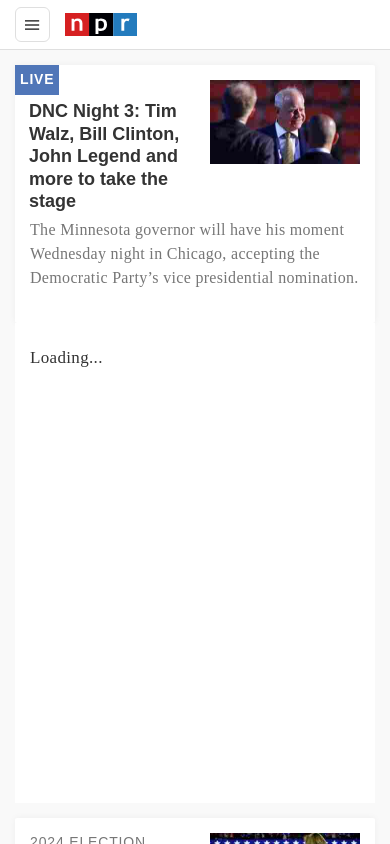 npr
LIVE
DNC Night 3: Tim
Walz, Bill Clinton,
John Legend and
more to take the
stage
The Minnesota governor will have his moment
Wednesday night in Chicago, accepting the
Democratic Party’s vice presidential nomination.
Loading...
2024 ELECTION